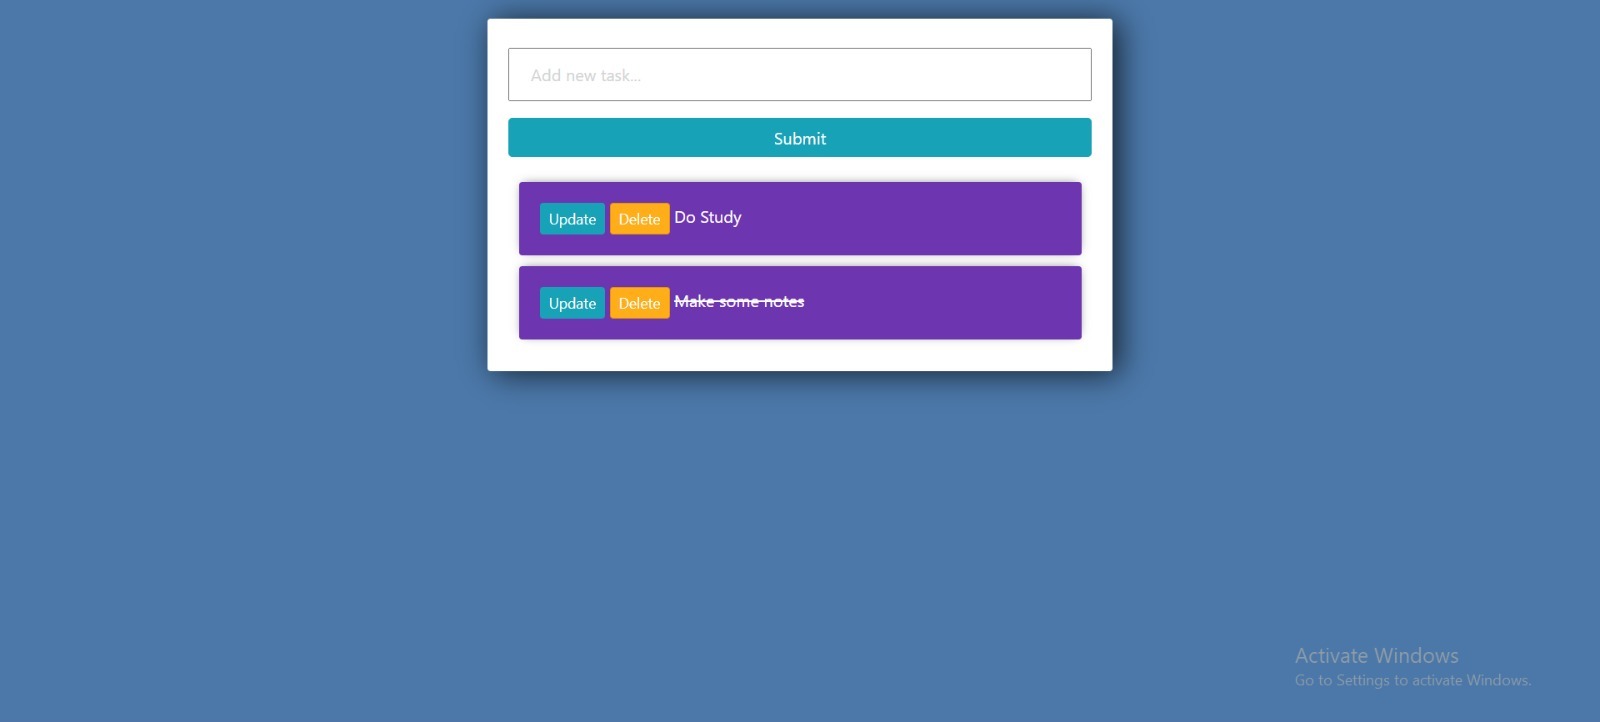 Add new task...
Submit
Update Delete Do Study
Update Delete Make some notes
Activate Windows
Go to Settings to activate Windows.